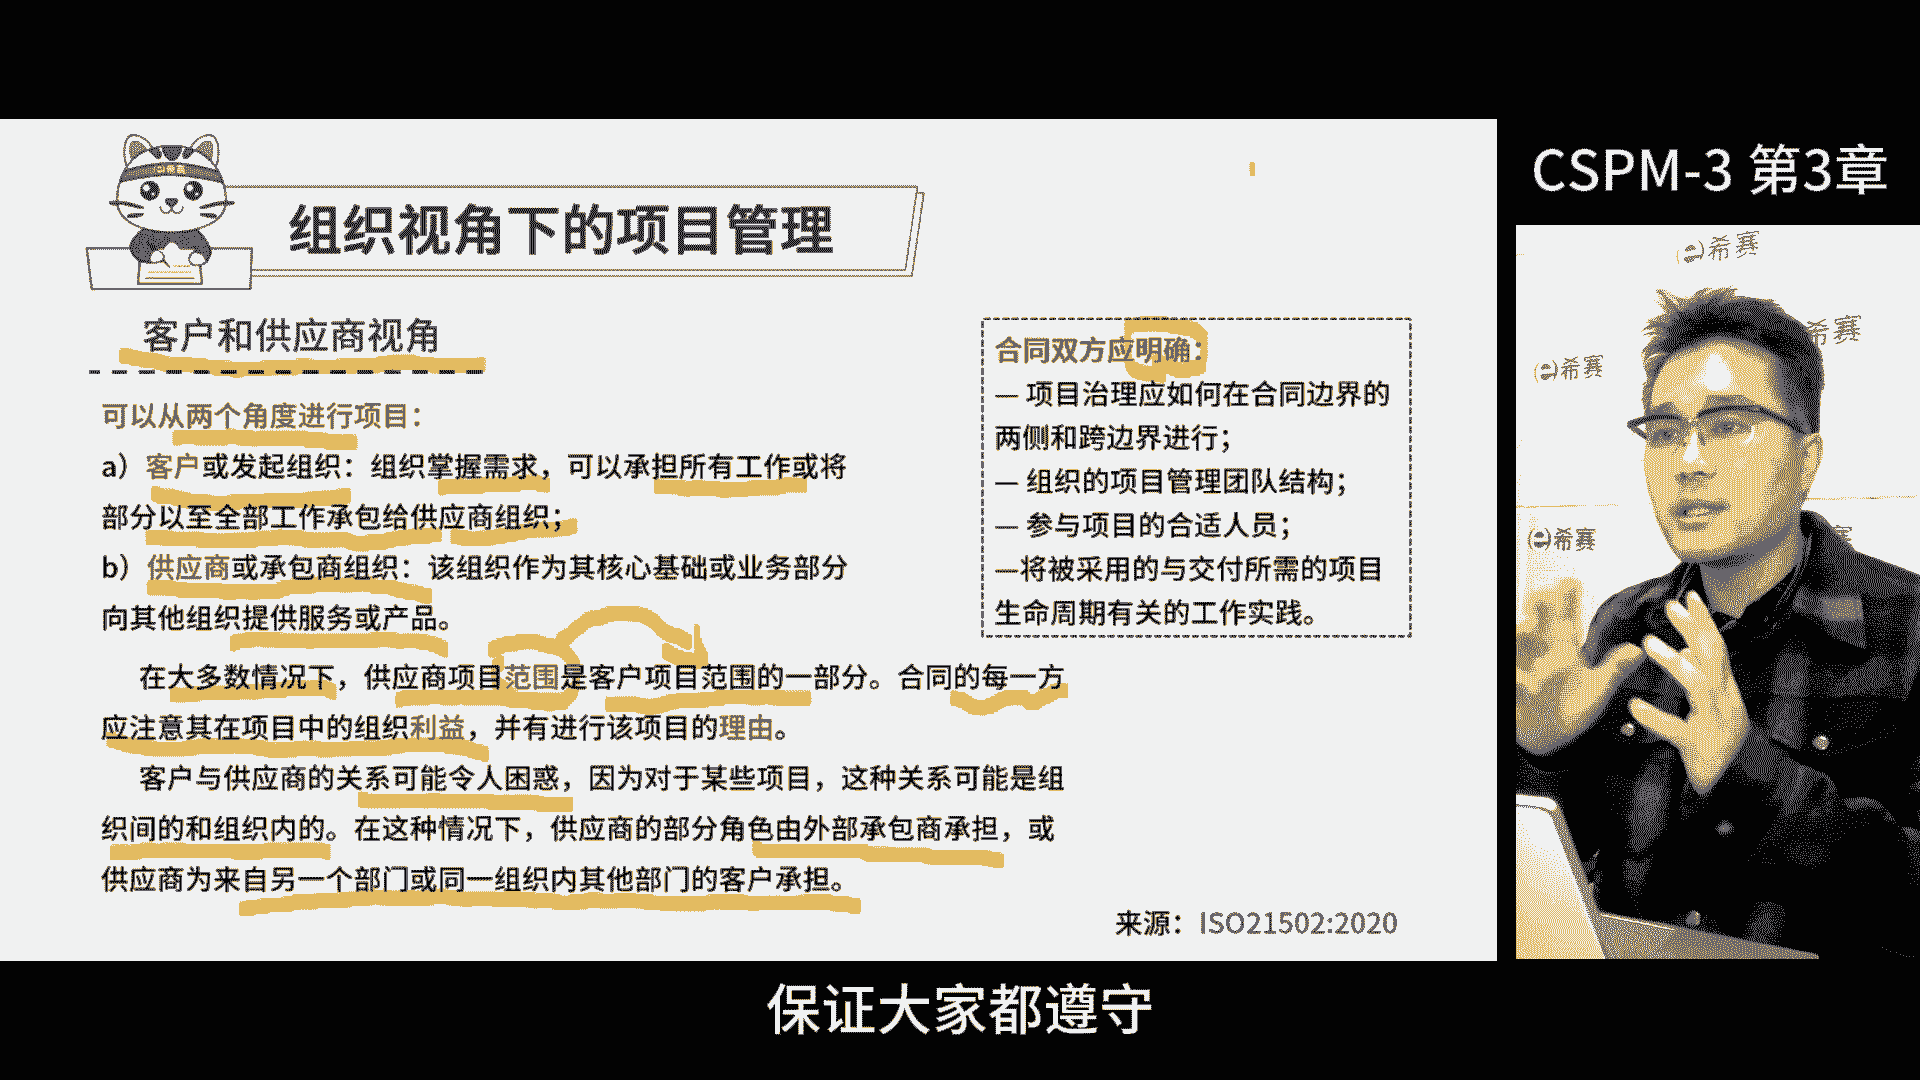 CSPM-3 第3章
希赛
组织视角下的项目管理
客户和供应商视角
可以从两个角度进行项目：
a）客户或发起组织：组织掌握需求，可以承担所有工作或将
部分以至全部工作承包给供应商组织；
b）供应商或承包商组织：该组织作为其核心基础或业务部分
向其他组织提供服务或产品。
在大多数情况下，供应商项目范围是客户项目范围的一部分。合同的每一方
应注意其在项目中的组织利益，并有进行该项目的理由。
客户与供应商的关系可能令人困惑，因为对于某些项目，这种关系可能是组
织间的和组织内的。在这种情况下，供应商的部分角色由外部承包商承担，或
供应商为来自另一个部门或同一组织内其他部门的客户承担。
合同双方应明确：
— 项目治理应如何在合同边界的
两侧和跨边界进行；
— 组织的项目管理团队结构；
— 参与项目的合适人员；
—将被采用的与交付所需的项目
生命周期有关的工作实践。
来源：ISO21502:2020
希赛
希赛
希赛
希赛
赛
保证大家都遵守